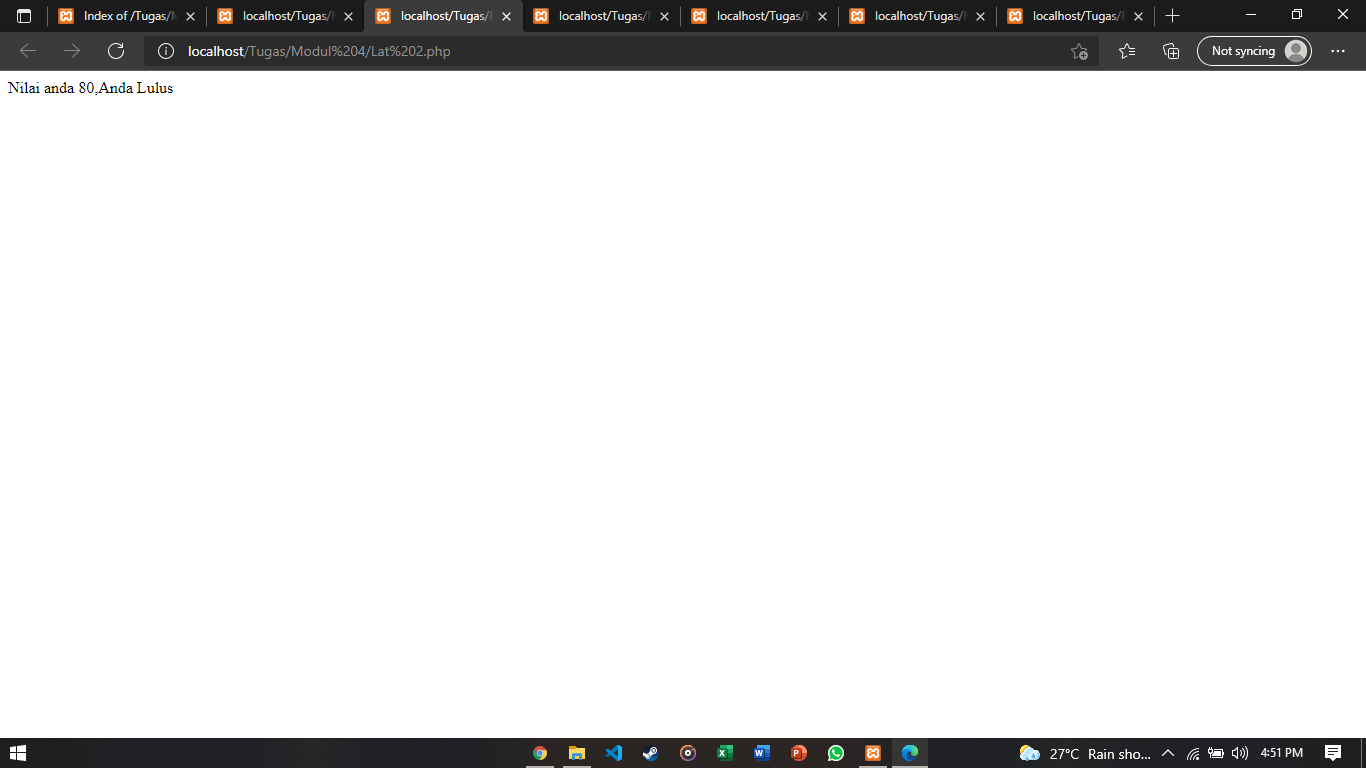 Index of /Tugas/
localhost/Tugas/
localhost/Tugas/
localhost/Tugas/
localhost/Tugas/
localhost/Tugas/
localhost/Tugas/
localhost/Tugas/Modul%204/Lat%202.php
Not syncing
Nilai anda 80,Anda Lulus
27°C Rain sho...
4:51 PM